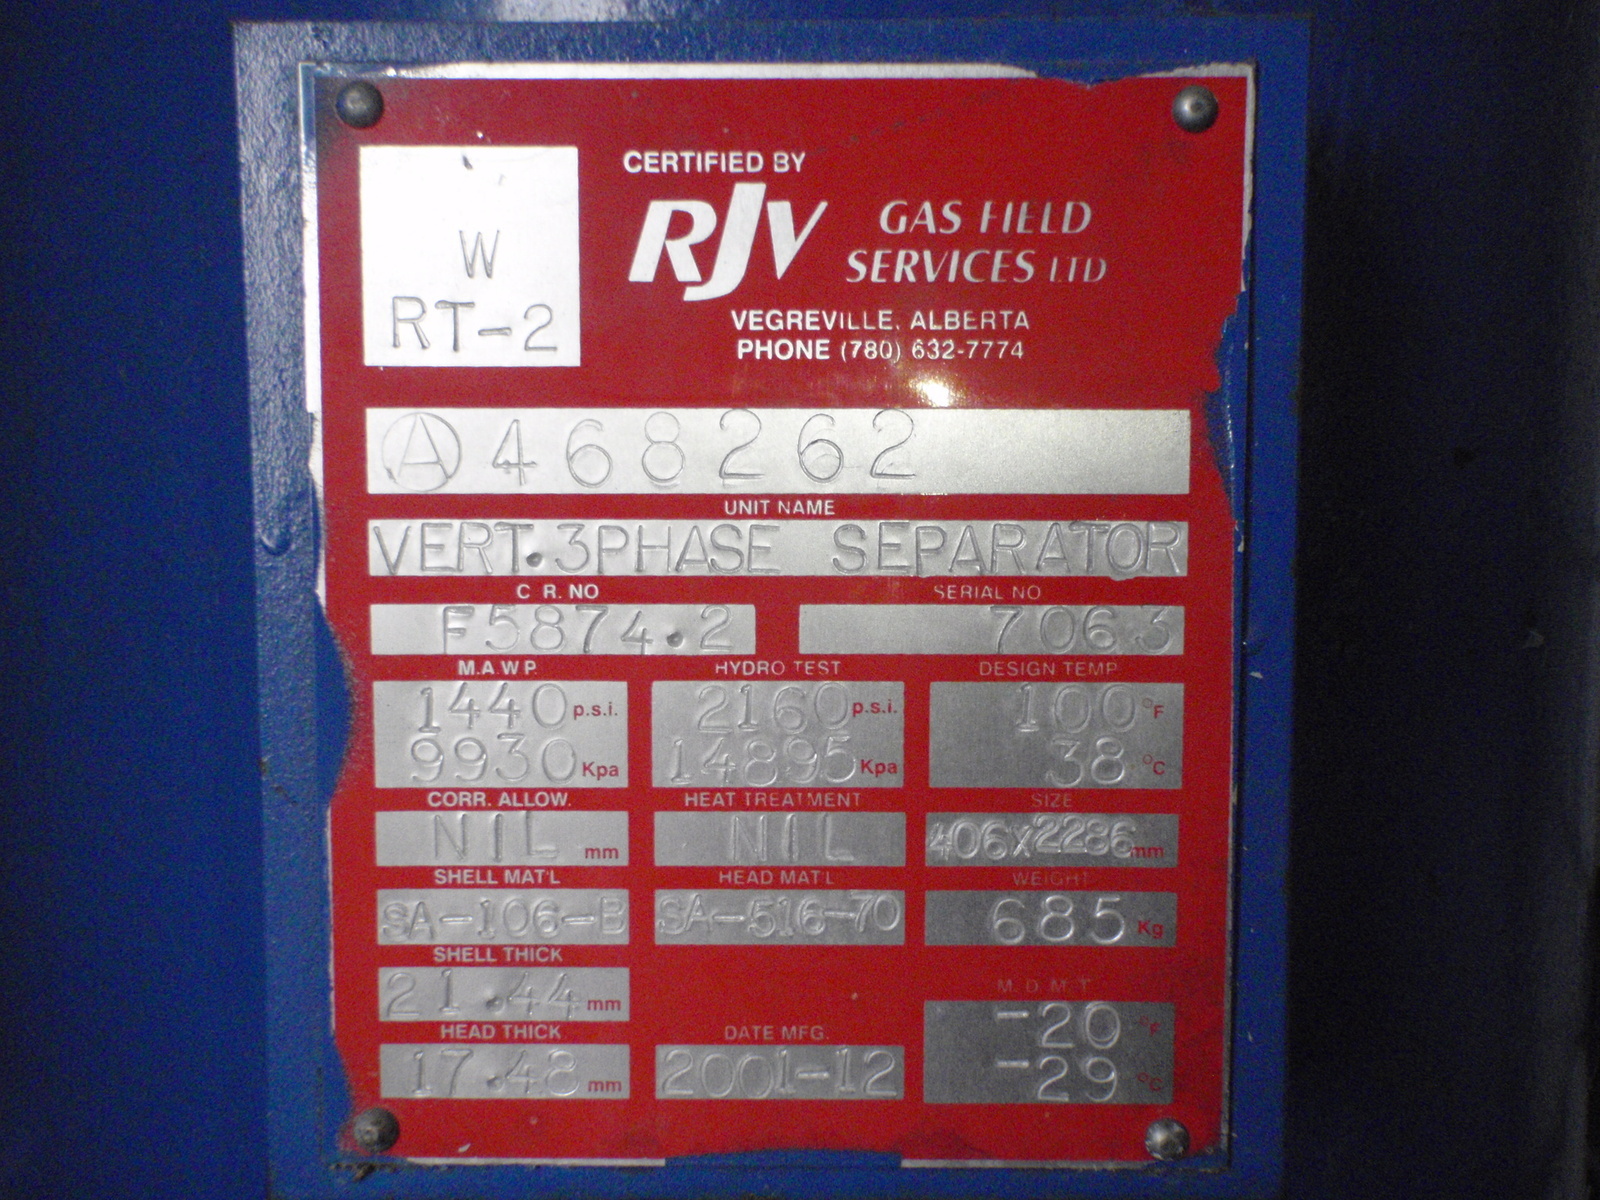 W
RT-2
CERTIFIED BY
RJV GAS FIELD
SERVICES LTD
VEGREVILLE, ALBERTA
PHONE (780) 632-7774
A 468262
UNIT NAME
VERT. 3PHASE SEPARATOR
C R. NO SERIAL NO
F5874.2 7063
M.A.W.P. HYDRO TEST DESIGN TEMP
1440 p.s.i. 2160 p.s.i. 100 °F
9930 Kpa 14895 Kpa 38 °C
CORR. ALLOW. HEAT TREATMENT SIZE
NIL mm NIL 406x2286 mm
SHELL MAT'L HEAD MAT'L WEIGHT
SA-106-B SA-516-70 685 Kg
SHELL THICK
21.44 mm M. D. M. T.
HEAD THICK DATE MFG. -20 °F
17.48 mm 2001-12 -29 °C